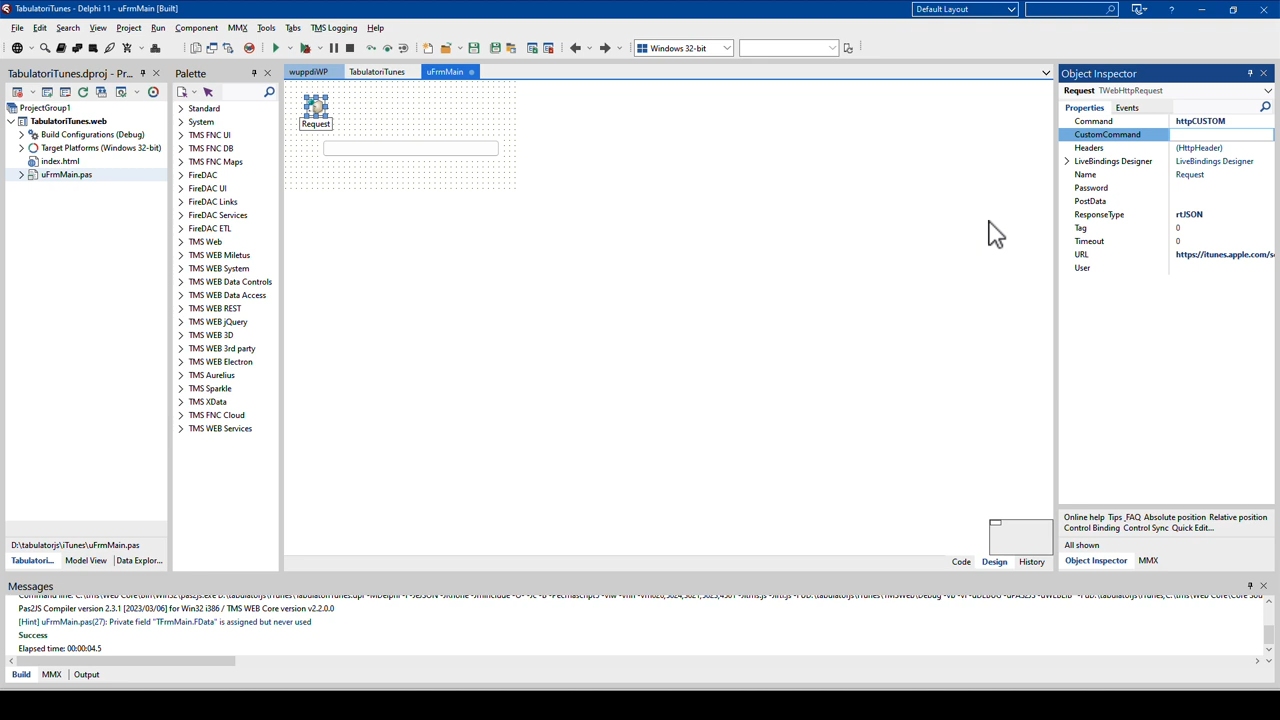 TabulatoriTunes - Delphi 11 - uFrmMain [Built]
Default Layout
File Edit Search View Project Run Component MMX Tools Tabs TMS Logging Help
Windows 32-bit
TabulatoriTunes.dproj - Pr...
ProjectGroup1
TabulatoriTunes.web
Build Configurations (Debug)
Target Platforms (Windows 32-bit)
index.html
uFrmMain.pas
D:\tabulatorjs\iTunes\uFrmMain.pas
Tabulatori... Model View Data Explor...
Palette
Standard
System
TMS FNC UI
TMS FNC DB
TMS FNC Maps
FireDAC
FireDAC UI
FireDAC Links
FireDAC Services
FireDAC ETL
TMS Web
TMS WEB Miletus
TMS WEB System
TMS WEB Data Controls
TMS WEB Data Access
TMS WEB REST
TMS WEB jQuery
TMS WEB 3D
TMS WEB 3rd party
TMS WEB Electron
TMS Aurelius
TMS Sparkle
TMS XData
TMS FNC Cloud
TMS WEB Services
wuppdiWP TabulatoriTunes uFrmMain
Request
Code Design History
Object Inspector
Request TWebHttpRequest
Properties Events
Command httpCUSTOM
CustomCommand
Headers (HttpHeader)
LiveBindings Designer LiveBindings Designer
Name Request
Password
PostData
ResponseType rtJSON
Tag 0
Timeout 0
URL https://itunes.apple.com/s
User
Online help Tips FAQ Absolute position Relative position
Control Binding Control Sync Quick Edit...
All shown
Object Inspector MMX
Messages
Pas2JS Compiler version 2.3.1 [2023/03/06] for Win32 i386 / TMS WEB Core version v2.2.0.0
[Hint] uFrmMain.pas(27): Private field "TFrmMain.FData" is assigned but never used
Success
Elapsed time: 00:00:04.5
Build MMX Output